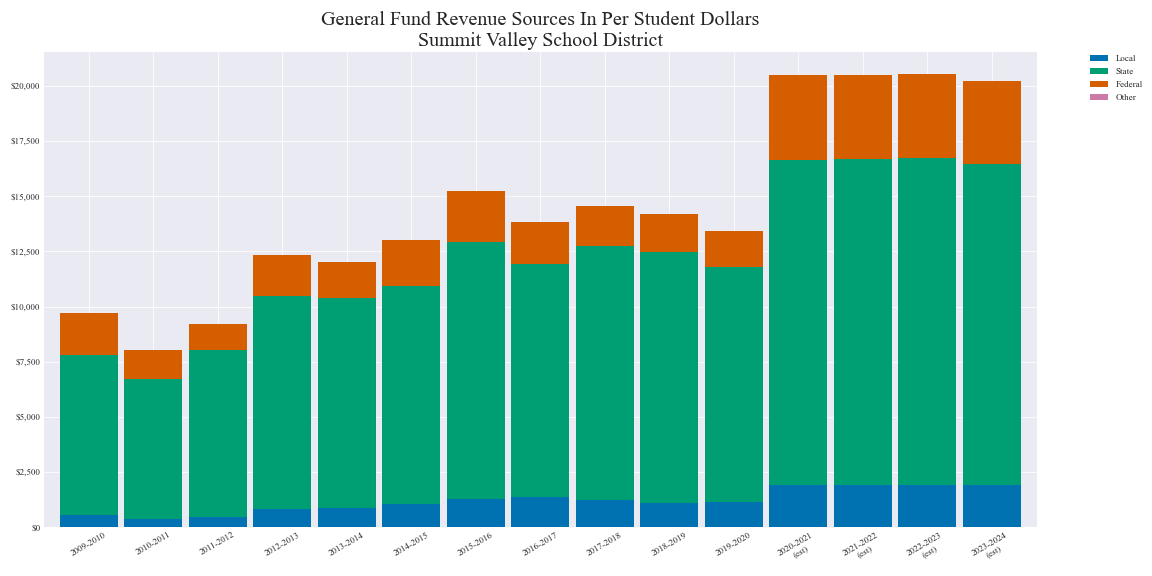 General Fund Revenue Sources In Per Student Dollars
Summit Valley School District
Local
State
Federal
Other
$20,000
$17,500
$15,000
$12,500
$10,000
$7,500
$5,000
$2,500
$0
2009-2010
2010-2011
2011-2012
2012-2013
2013-2014
2014-2015
2015-2016
2016-2017
2017-2018
2018-2019
2019-2020
2020-2021
(est)
2021-2022
(est)
2022-2023
(est)
2023-2024
(est)